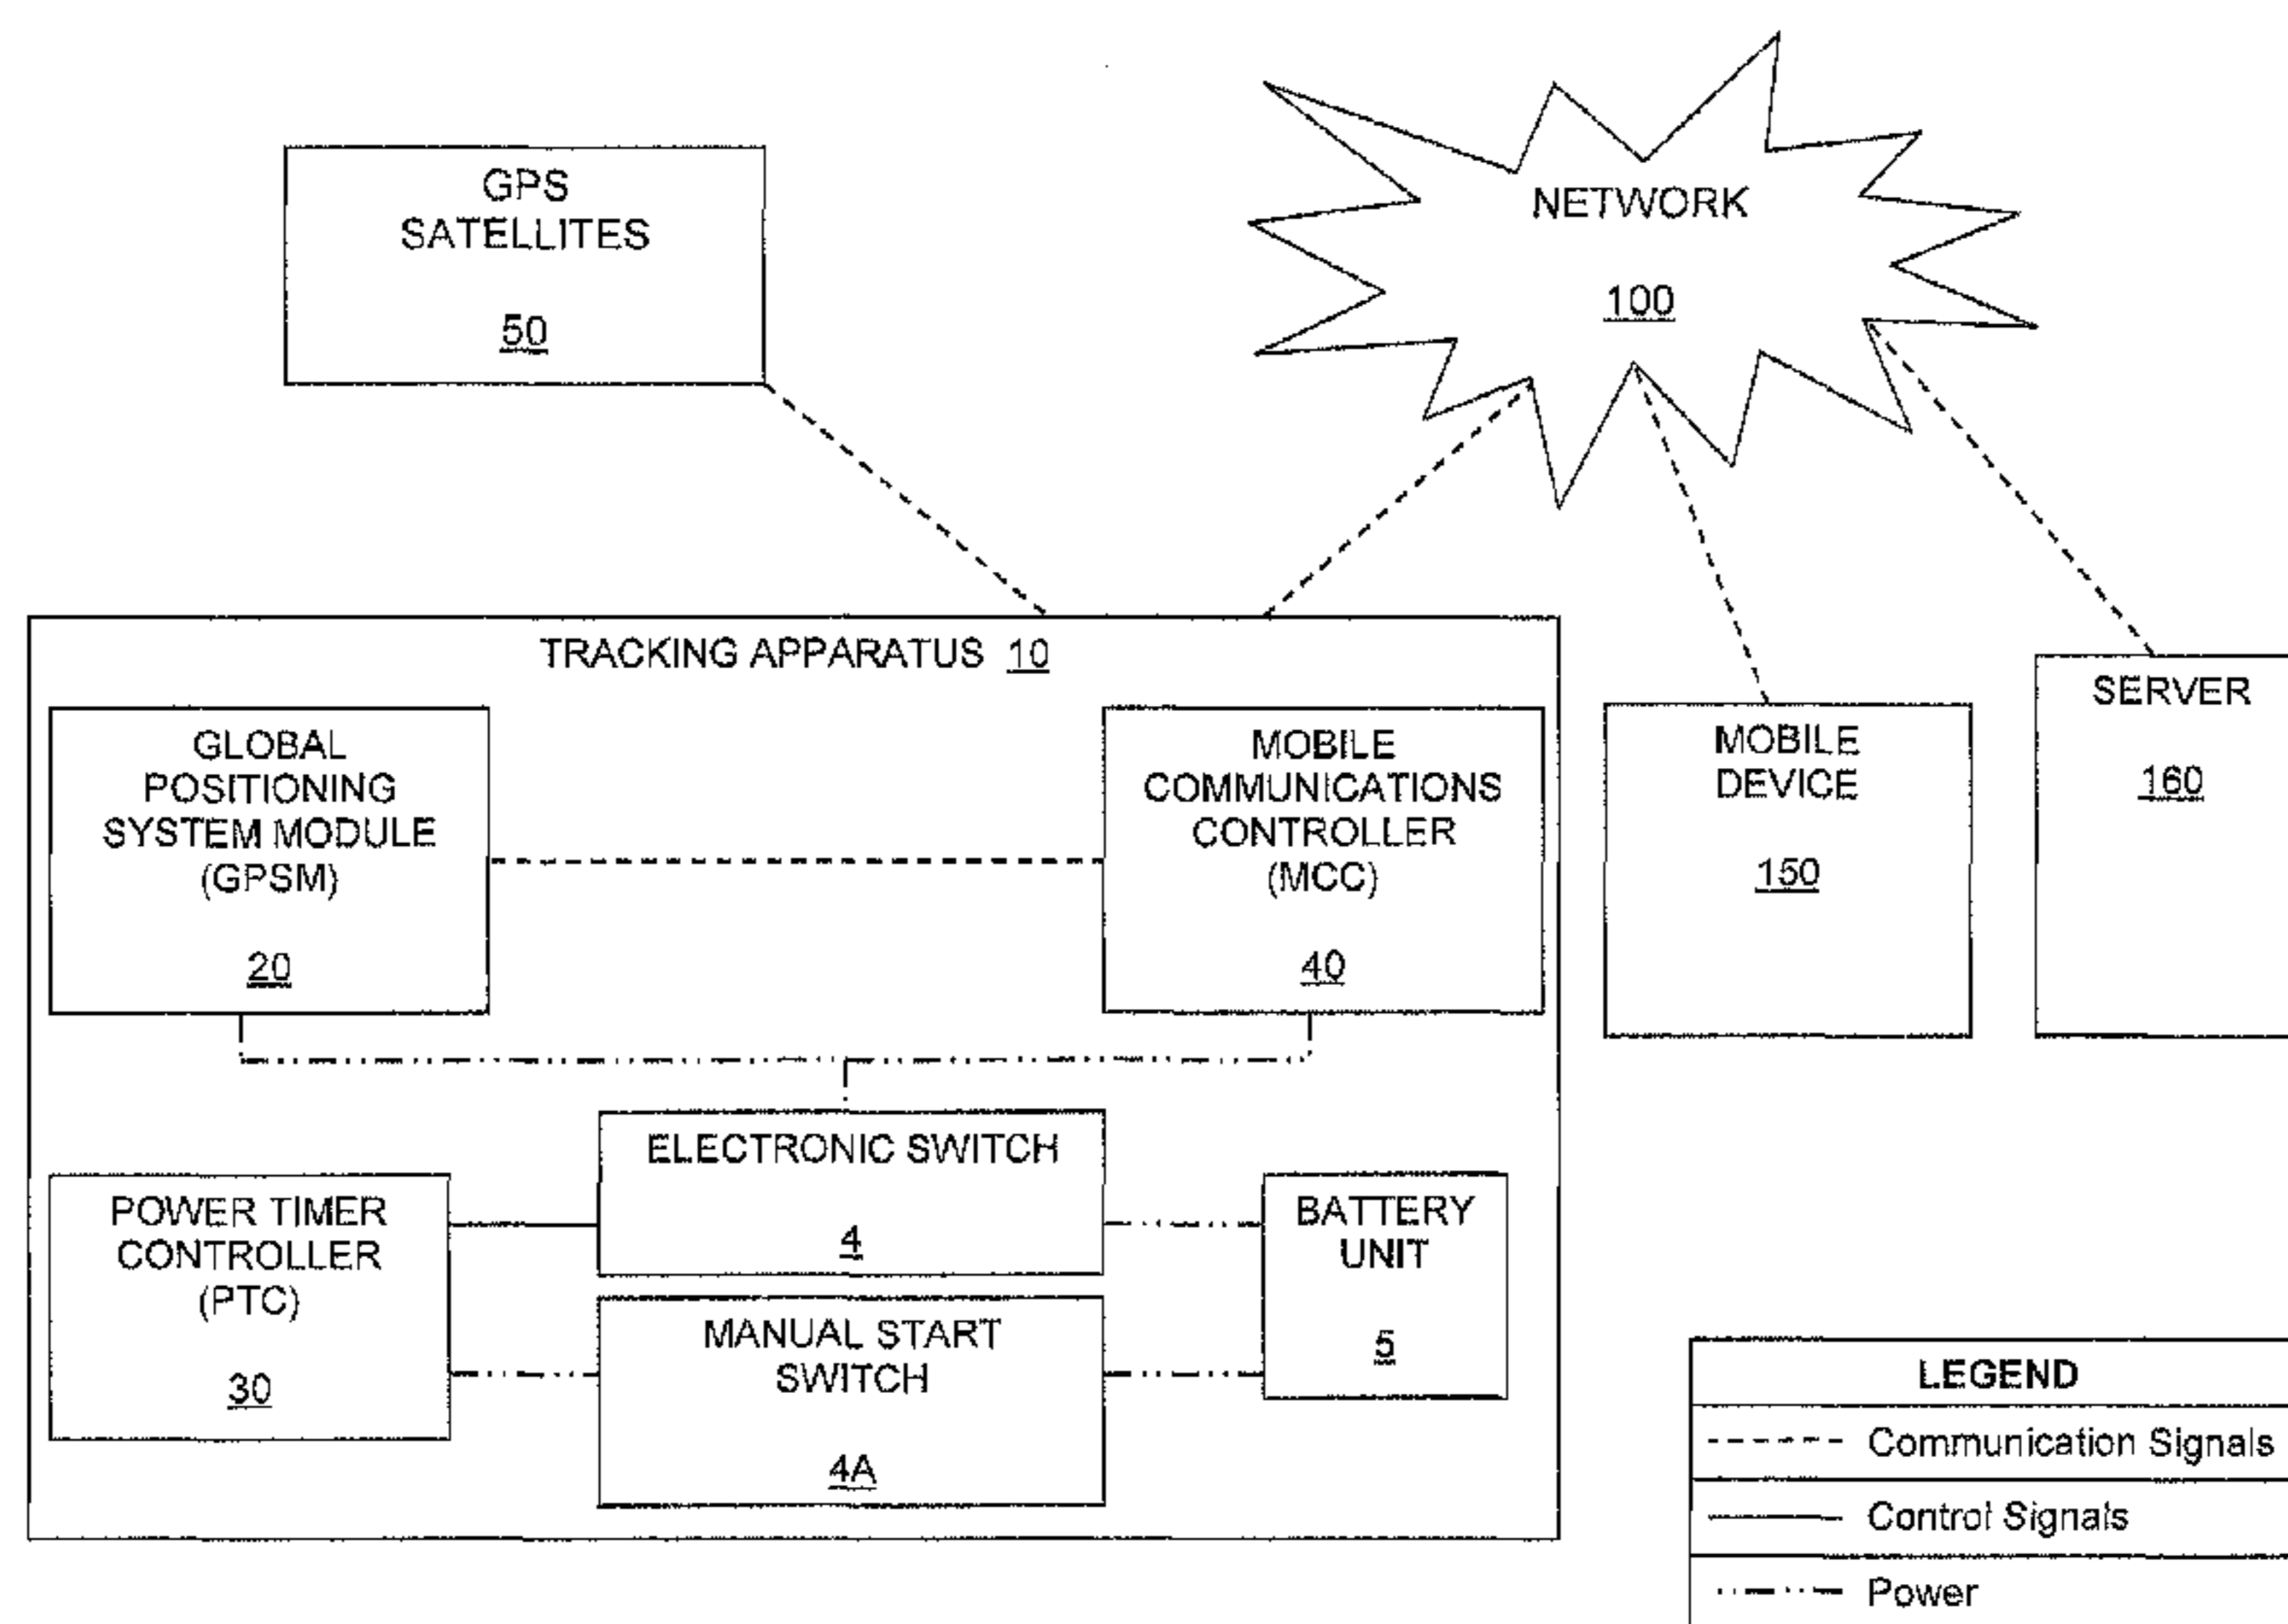 GPS
SATELLITES
50
NETWORK
100
TRACKING APPARATUS 10
GLOBAL
POSITIONING
SYSTEM MODULE
(GPSM)
20
MOBILE
COMMUNICATIONS
CONTROLLER
(MCC)
40
MOBILE
DEVICE
150
SERVER
160
ELECTRONIC SWITCH
4
POWER TIMER
CONTROLLER
(PTC)
30
MANUAL START
SWITCH
4A
BATTERY
UNIT
5
LEGEND
Communication Signals
Control Signals
Power